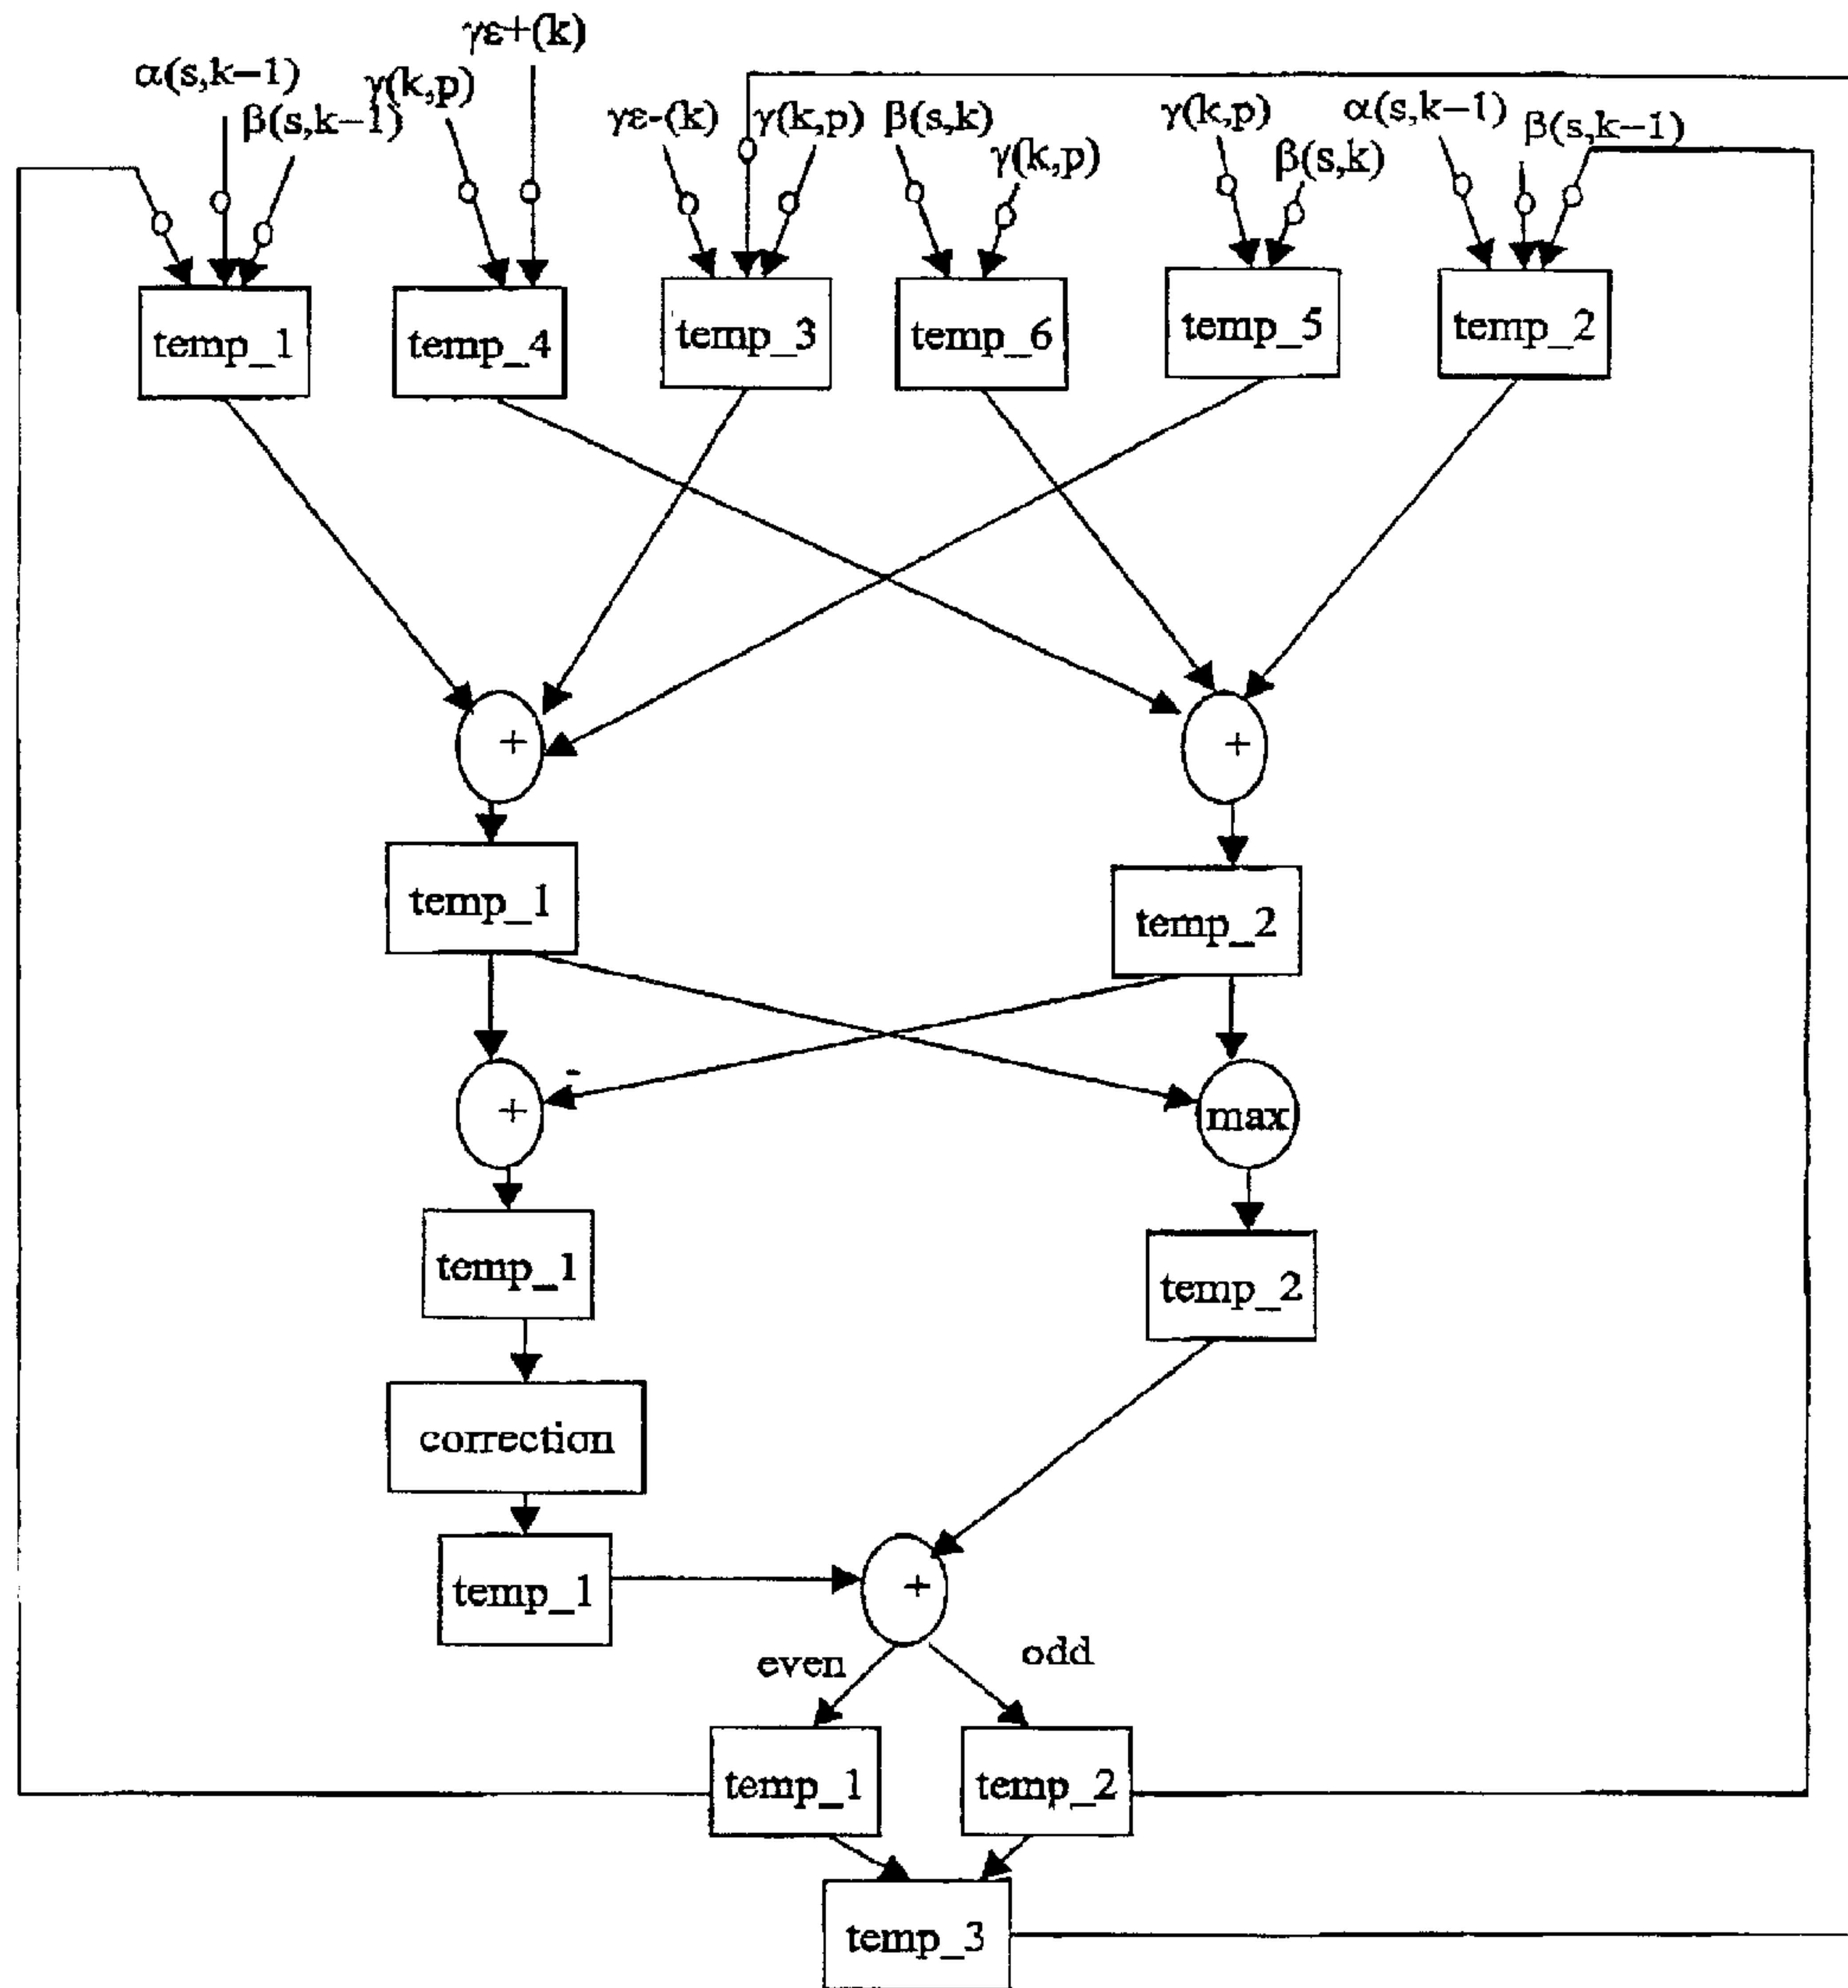 γε+(k)
α(s,k−1)
γ(k,p)
β(s,k−1)
γε-(k)
γ(k,p)
β(s,k)
γ(k,p)
γ(k,p)
β(s,k)
α(s,k−1)
β(s,k−1)
temp_1
temp_4
temp_3
temp_6
temp_5
temp_2
+
+
temp_1
temp_2
-
+
max
temp_1
temp_2
correction
temp_1
+
even
odd
temp_1
temp_2
temp_3